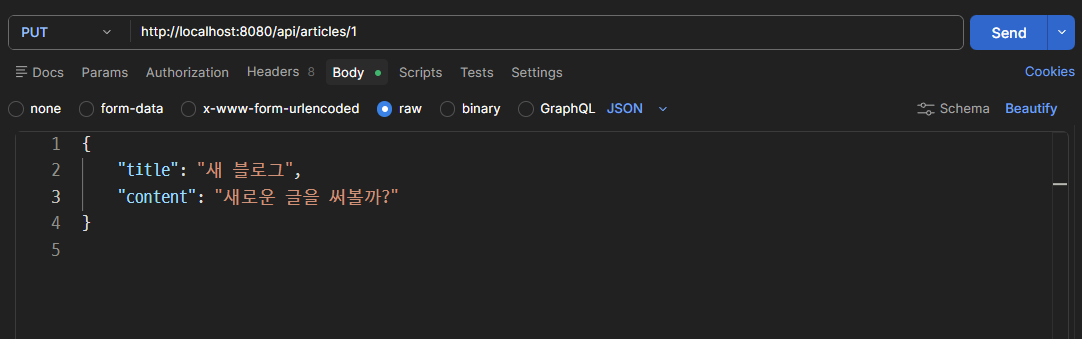 PUT http://localhost:8080/api/articles/1 Send
Docs Params Authorization Headers 8 Body Scripts Tests Settings Cookies
none form-data x-www-form-urlencoded raw binary GraphQL JSON Schema Beautify
1 {
2 "title": "새 블로그",
3 "content": "새로운 글을 써볼까?"
4 }
5